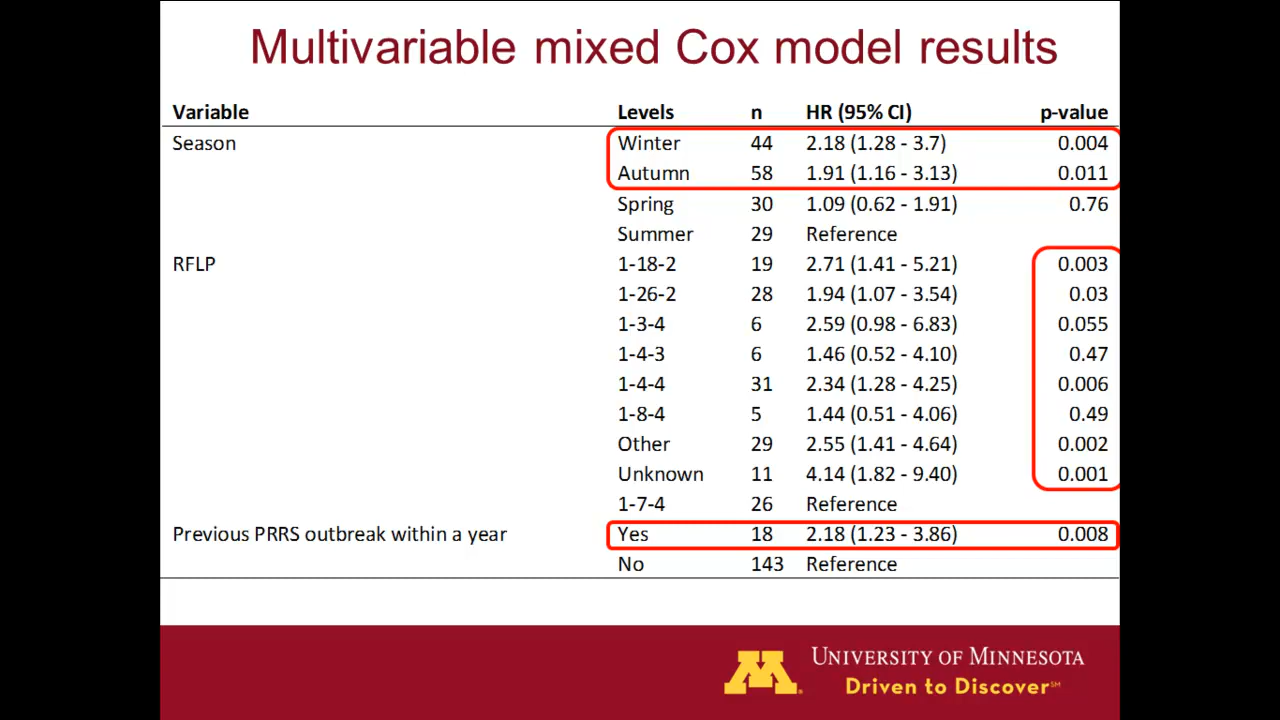 Multivariable mixed Cox model results
Variable Levels n HR (95% CI) p-value
Season Winter 44 2.18 (1.28 - 3.7) 0.004
Autumn 58 1.91 (1.16 - 3.13) 0.011
Spring 30 1.09 (0.62 - 1.91) 0.76
Summer 29 Reference
RFLP 1-18-2 19 2.71 (1.41 - 5.21) 0.003
1-26-2 28 1.94 (1.07 - 3.54) 0.03
1-3-4 6 2.59 (0.98 - 6.83) 0.055
1-4-3 6 1.46 (0.52 - 4.10) 0.47
1-4-4 31 2.34 (1.28 - 4.25) 0.006
1-8-4 5 1.44 (0.51 - 4.06) 0.49
Other 29 2.55 (1.41 - 4.64) 0.002
Unknown 11 4.14 (1.82 - 9.40) 0.001
1-7-4 26 Reference
Previous PRRS outbreak within a year Yes 18 2.18 (1.23 - 3.86) 0.008
No 143 Reference
M
UNIVERSITY OF MINNESOTA
Driven to Discover℠